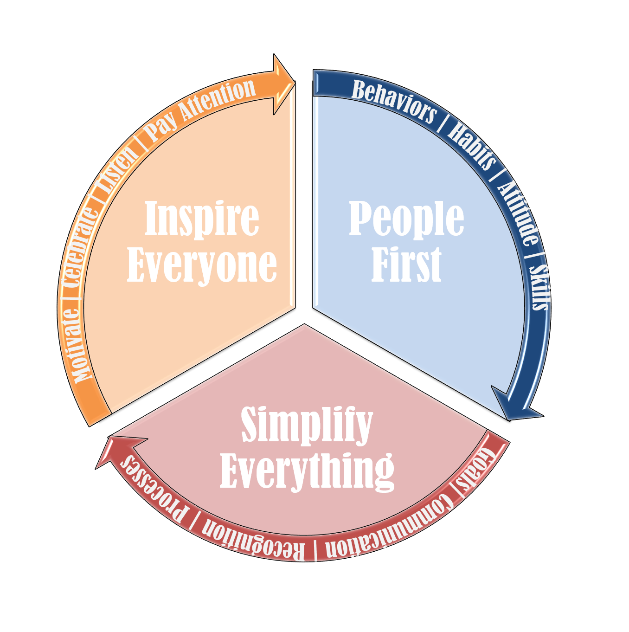 Inspire
Everyone
Motivate | Celebrate | Listen | Pay Attention
People
First
Behaviors | Habits | Attitude | Skills
Simplify
Everything
Goals| Communication | Recognition | Processes